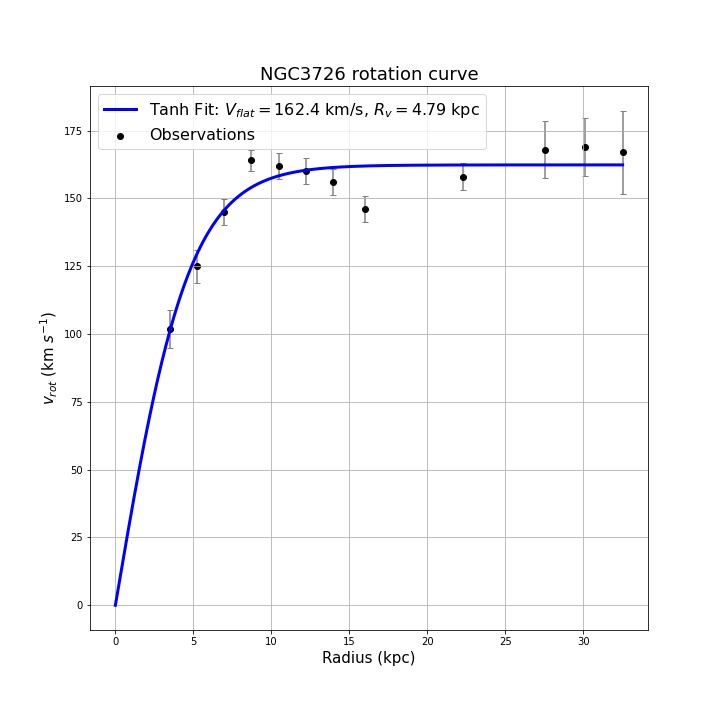 NGC3726 rotation curve
Tanh Fit: $V_{flat} = 162.4$ km/s, $R_v = 4.79$ kpc
Observations
175
150
125
100
75
50
25
0
$v_{rot}$ (km $s^{-1}$)
0 5 10 15 20 25 30
Radius (kpc)